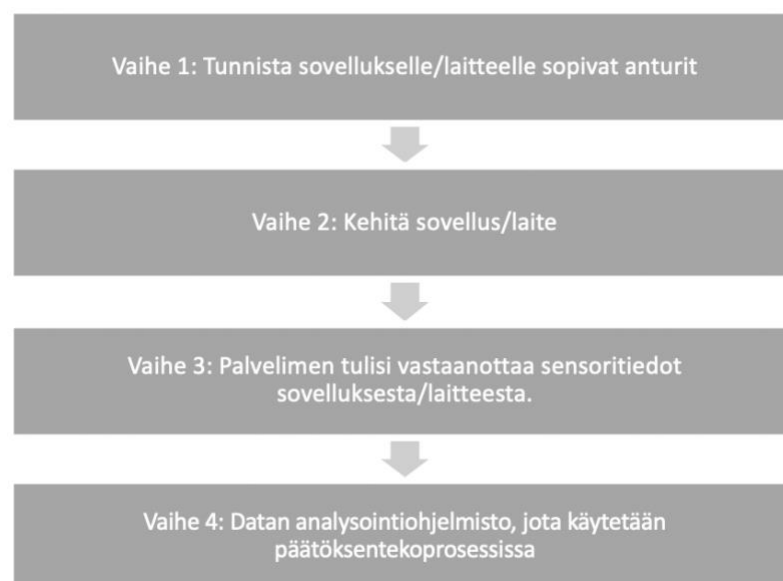 Vaihe 1: Tunnista sovellukselle/laitteelle sopivat anturit
Vaihe 2: Kehitä sovellus/laite
Vaihe 3: Palvelimen tulisi vastaanottaa sensoritiedot
sovelluksesta/laitteesta.
Vaihe 4: Datan analysointiohjelmisto, jota käytetään
päätöksentekoprosessissa